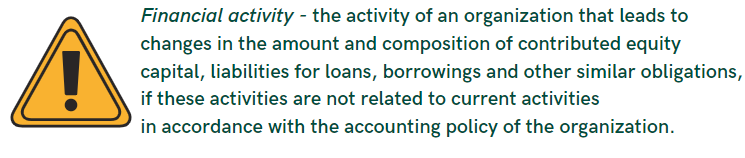 Financial activity - the activity of an organization that leads to
changes in the amount and composition of contributed equity
capital, liabilities for loans, borrowings and other similar obligations,
if these activities are not related to current activities
in accordance with the accounting policy of the organization.